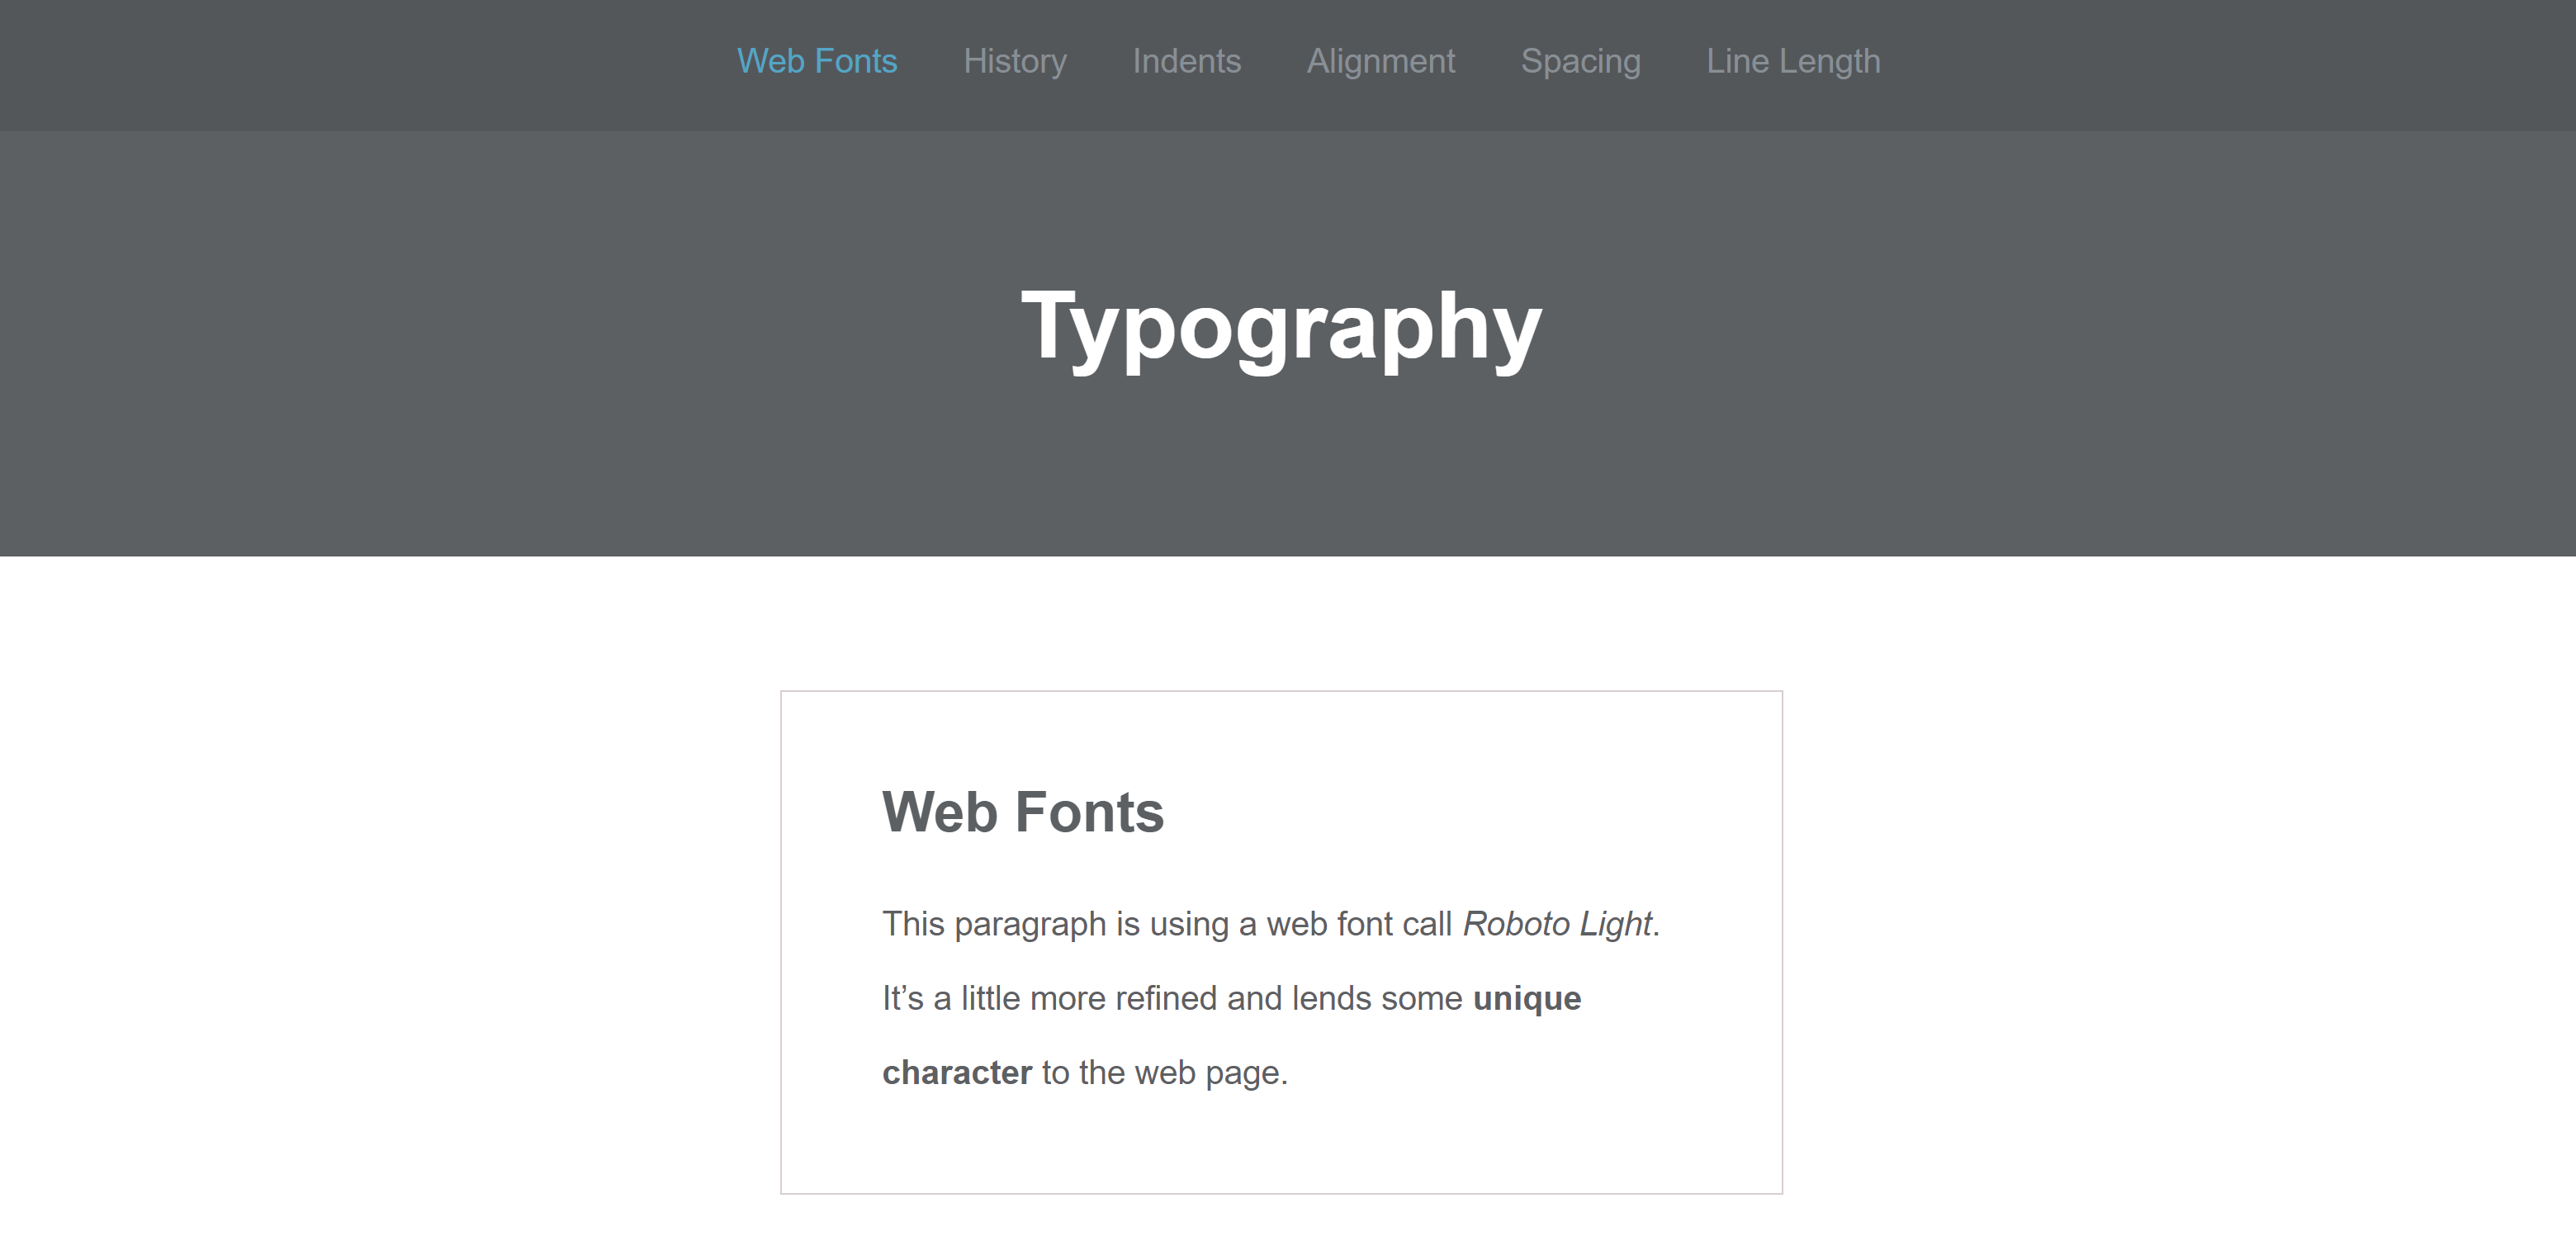 Web Fonts History Indents Alignment Spacing Line Length
Typography
Web Fonts
This paragraph is using a web font call Roboto Light.
It’s a little more refined and lends some unique
character to the web page.